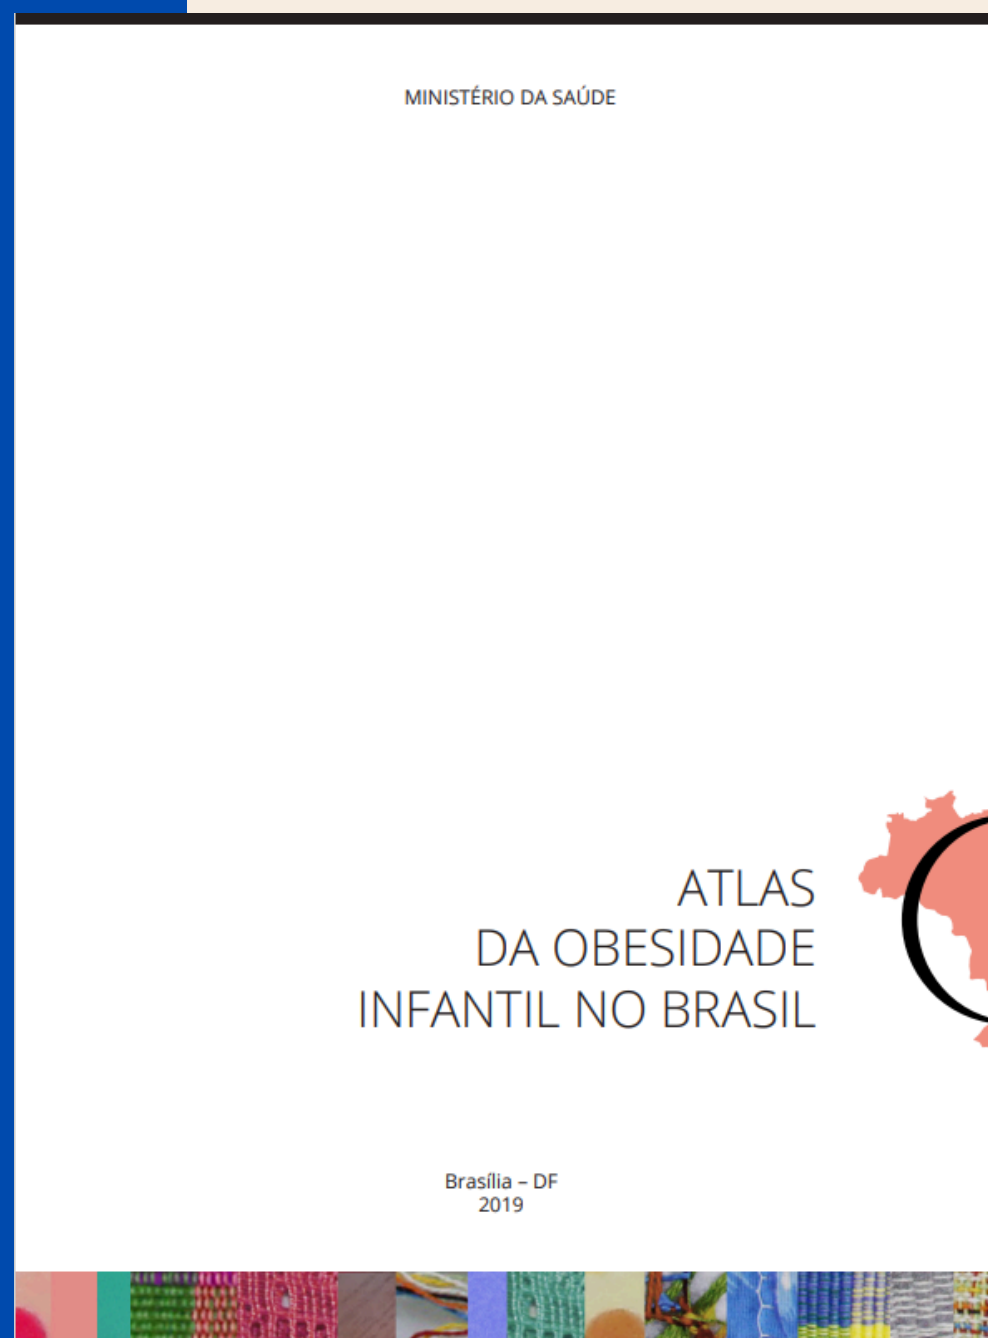 MINISTÉRIO DA SAÚDE
ATLAS
DA OBESIDADE
INFANTIL NO BRASIL
Brasília – DF
2019